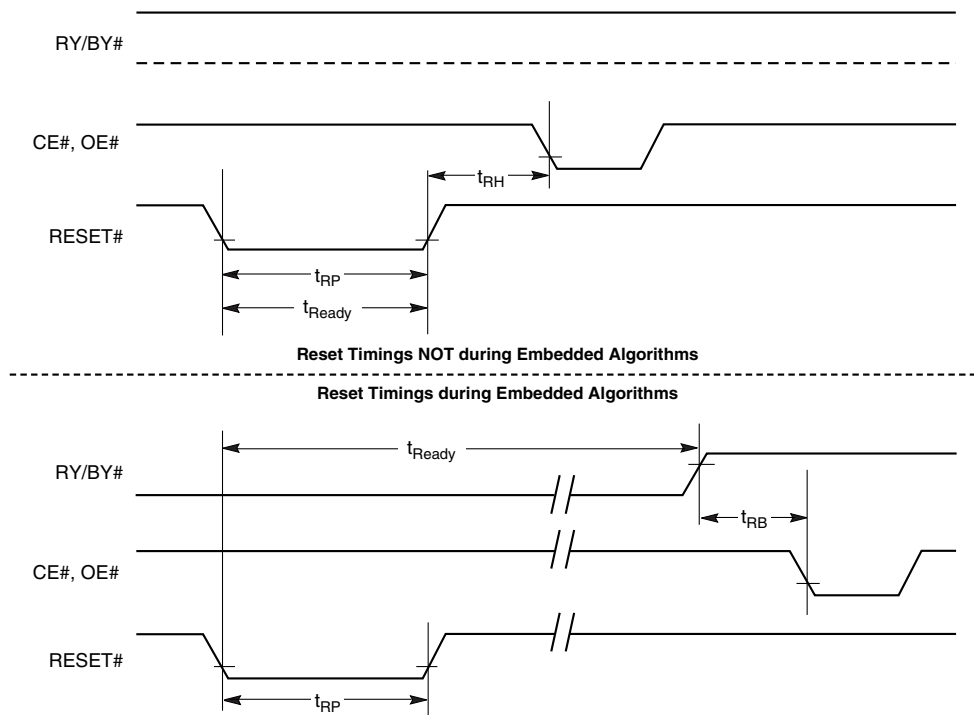 RY/BY#
CE#, OE#
tRH
RESET#
tRP
tReady
Reset Timings NOT during Embedded Algorithms
Reset Timings during Embedded Algorithms
tReady
RY/BY#
tRB
CE#, OE#
RESET#
tRP